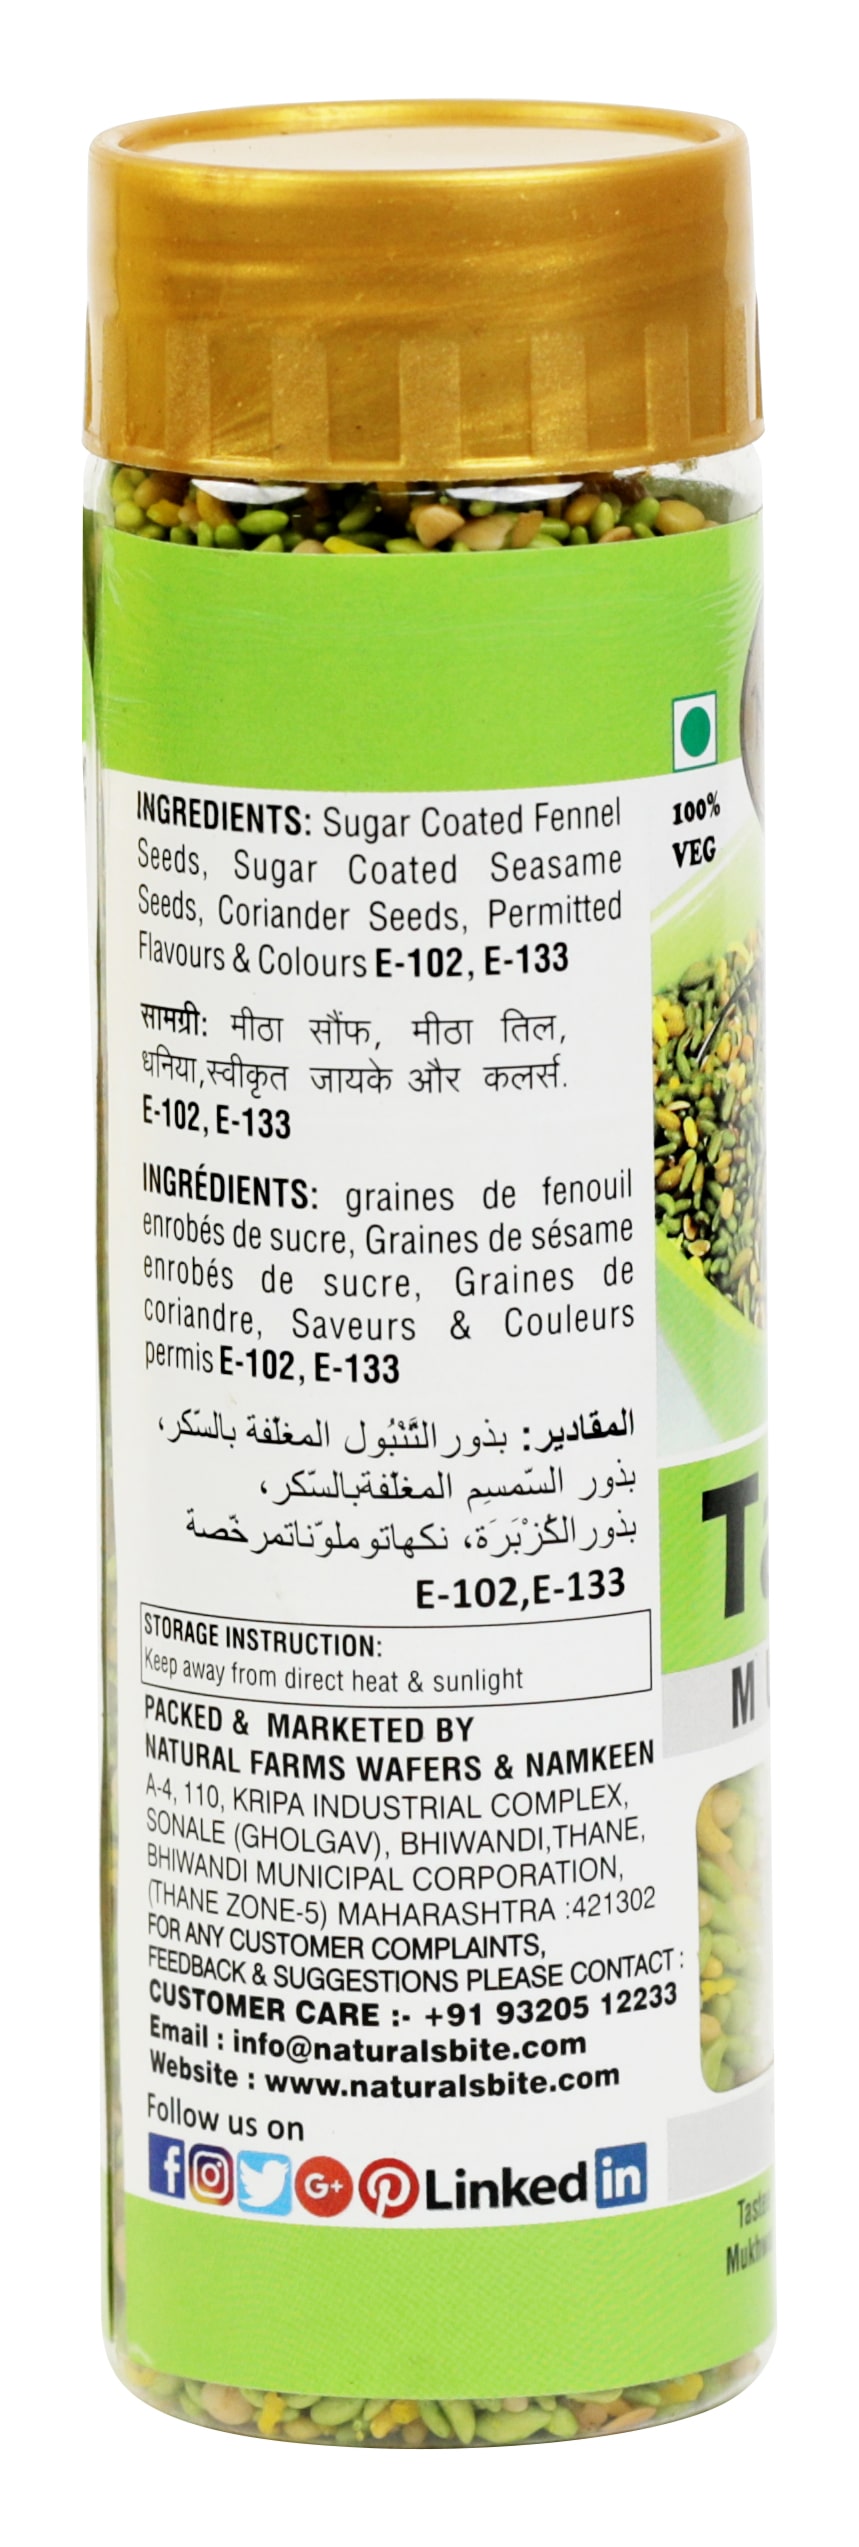 100%
VEG
INGREDIENTS: Sugar Coated Fennel
Seeds, Sugar Coated Seasame
Seeds, Coriander Seeds, Permitted
Flavours & Colours E-102, E-133
सामग्री: मीठा सौंफ, मीठा तिल,
धनिया,स्वीकृत जायके और कलर्स.
E-102, E-133
INGRÉDIENTS: graines de fenouil
enrobés de sucre, Graines de sésame
enrobés de sucre, Graines de
coriandre, Saveurs & Couleurs
permis E-102, E-133
المقادير: بذور التَّنْبُول المغلّفة بالسّكر،
بذور السّمسِم المغلّفةبالسّكر،
بذورالكُزْبَرَة، نكهاتوملوّناتمرخّصة
E-102,E-133
STORAGE INSTRUCTION:
Keep away from direct heat & sunlight
PACKED & MARKETED BY
NATURAL FARMS WAFERS & NAMKEEN
A-4, 110, KRIPA INDUSTRIAL COMPLEX,
SONALE (GHOLGAV), BHIWANDI,THANE,
BHIWANDI MUNICIPAL CORPORATION,
(THANE ZONE-5) MAHARASHTRA :421302
FOR ANY CUSTOMER COMPLAINTS,
FEEDBACK & SUGGESTIONS PLEASE CONTACT :
CUSTOMER CARE :- +91 93205 12233
Email : info@naturalsbite.com
Website : www.naturalsbite.com
Follow us on
f G+ Linked in